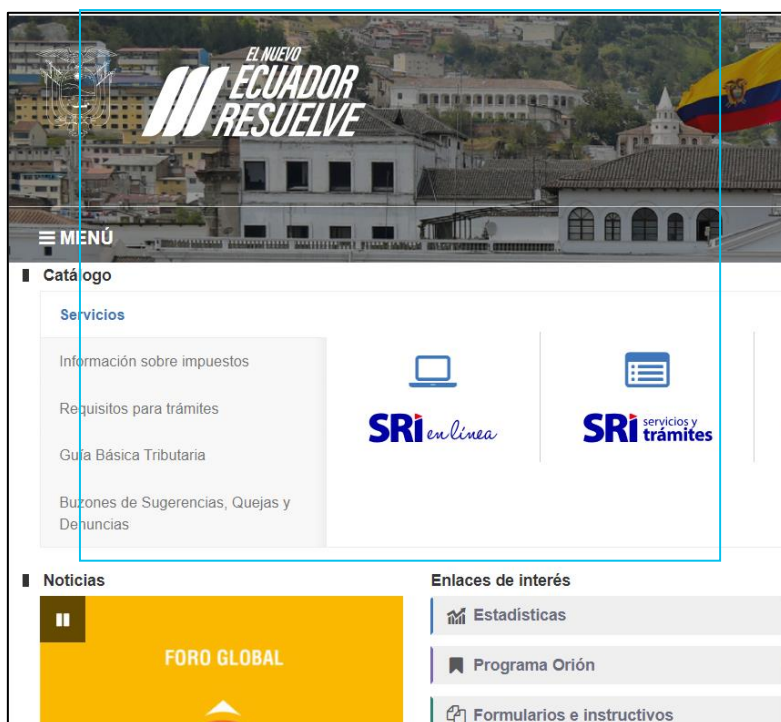 EL NUEVO
ECUADOR
RESUELVE
MENÚ
Catálogo
Servicios
Información sobre impuestos
Requisitos para trámites
Guía Básica Tributaria
Buzones de Sugerencias, Quejas y
Denuncias
SRi en línea
SRi servicios y
trámites
Noticias
FORO GLOBAL
Enlaces de interés
Estadísticas
Programa Orión
Formularios e instructivos